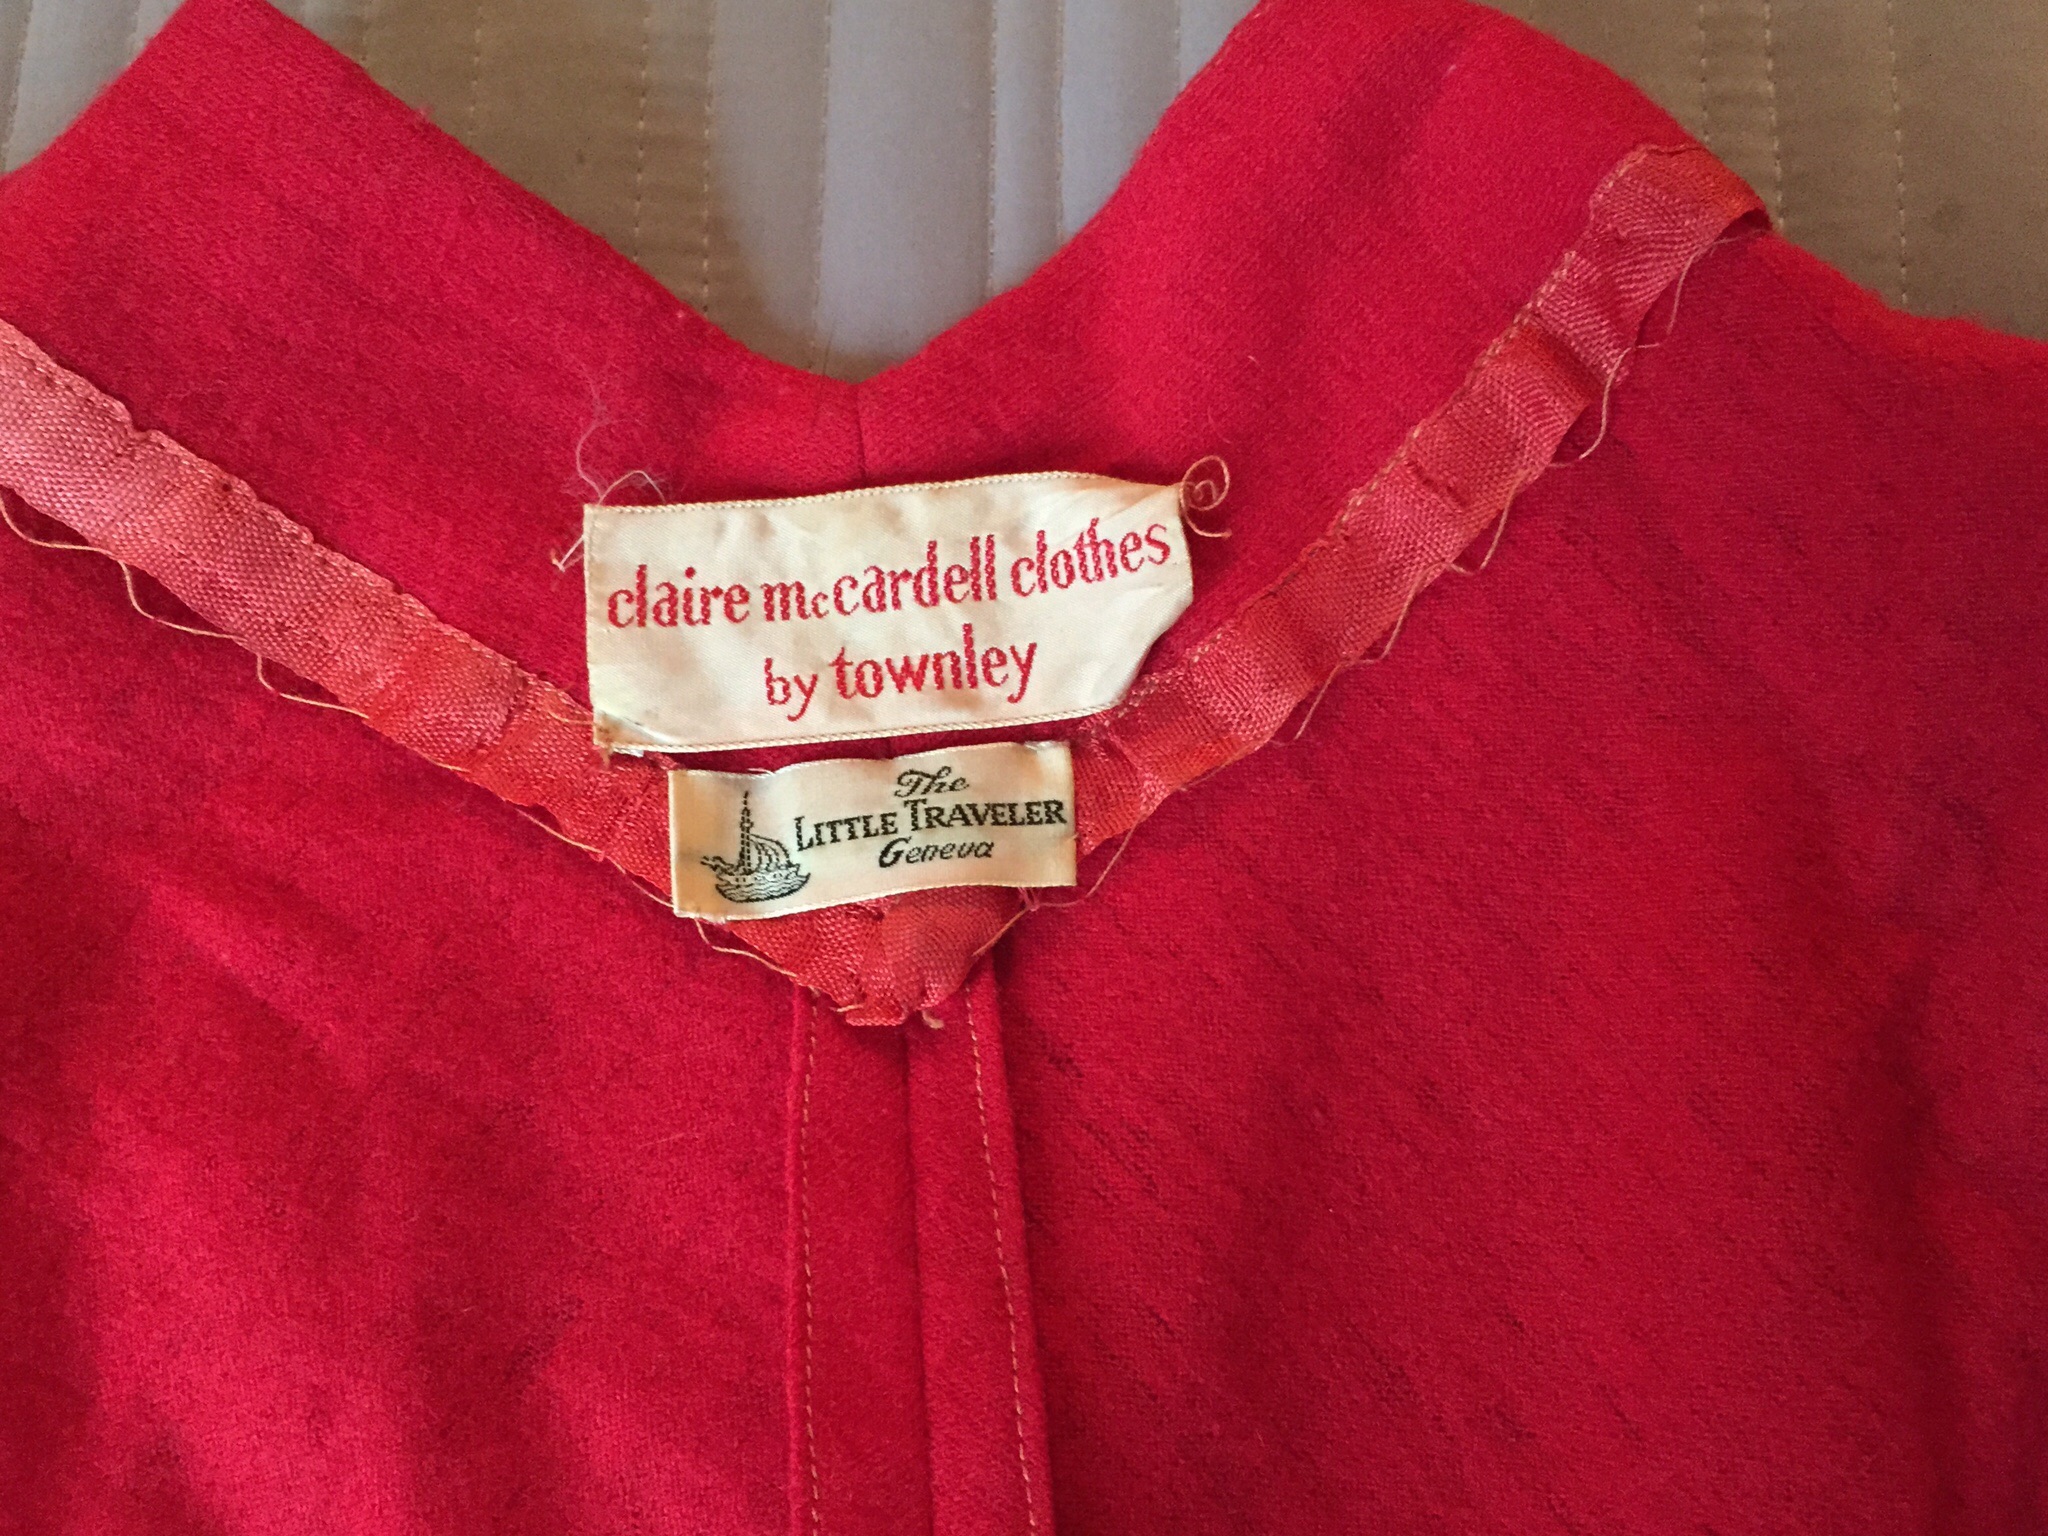 claire mccardell clothes
by townley
The
LITTLE TRAVELER
Geneva